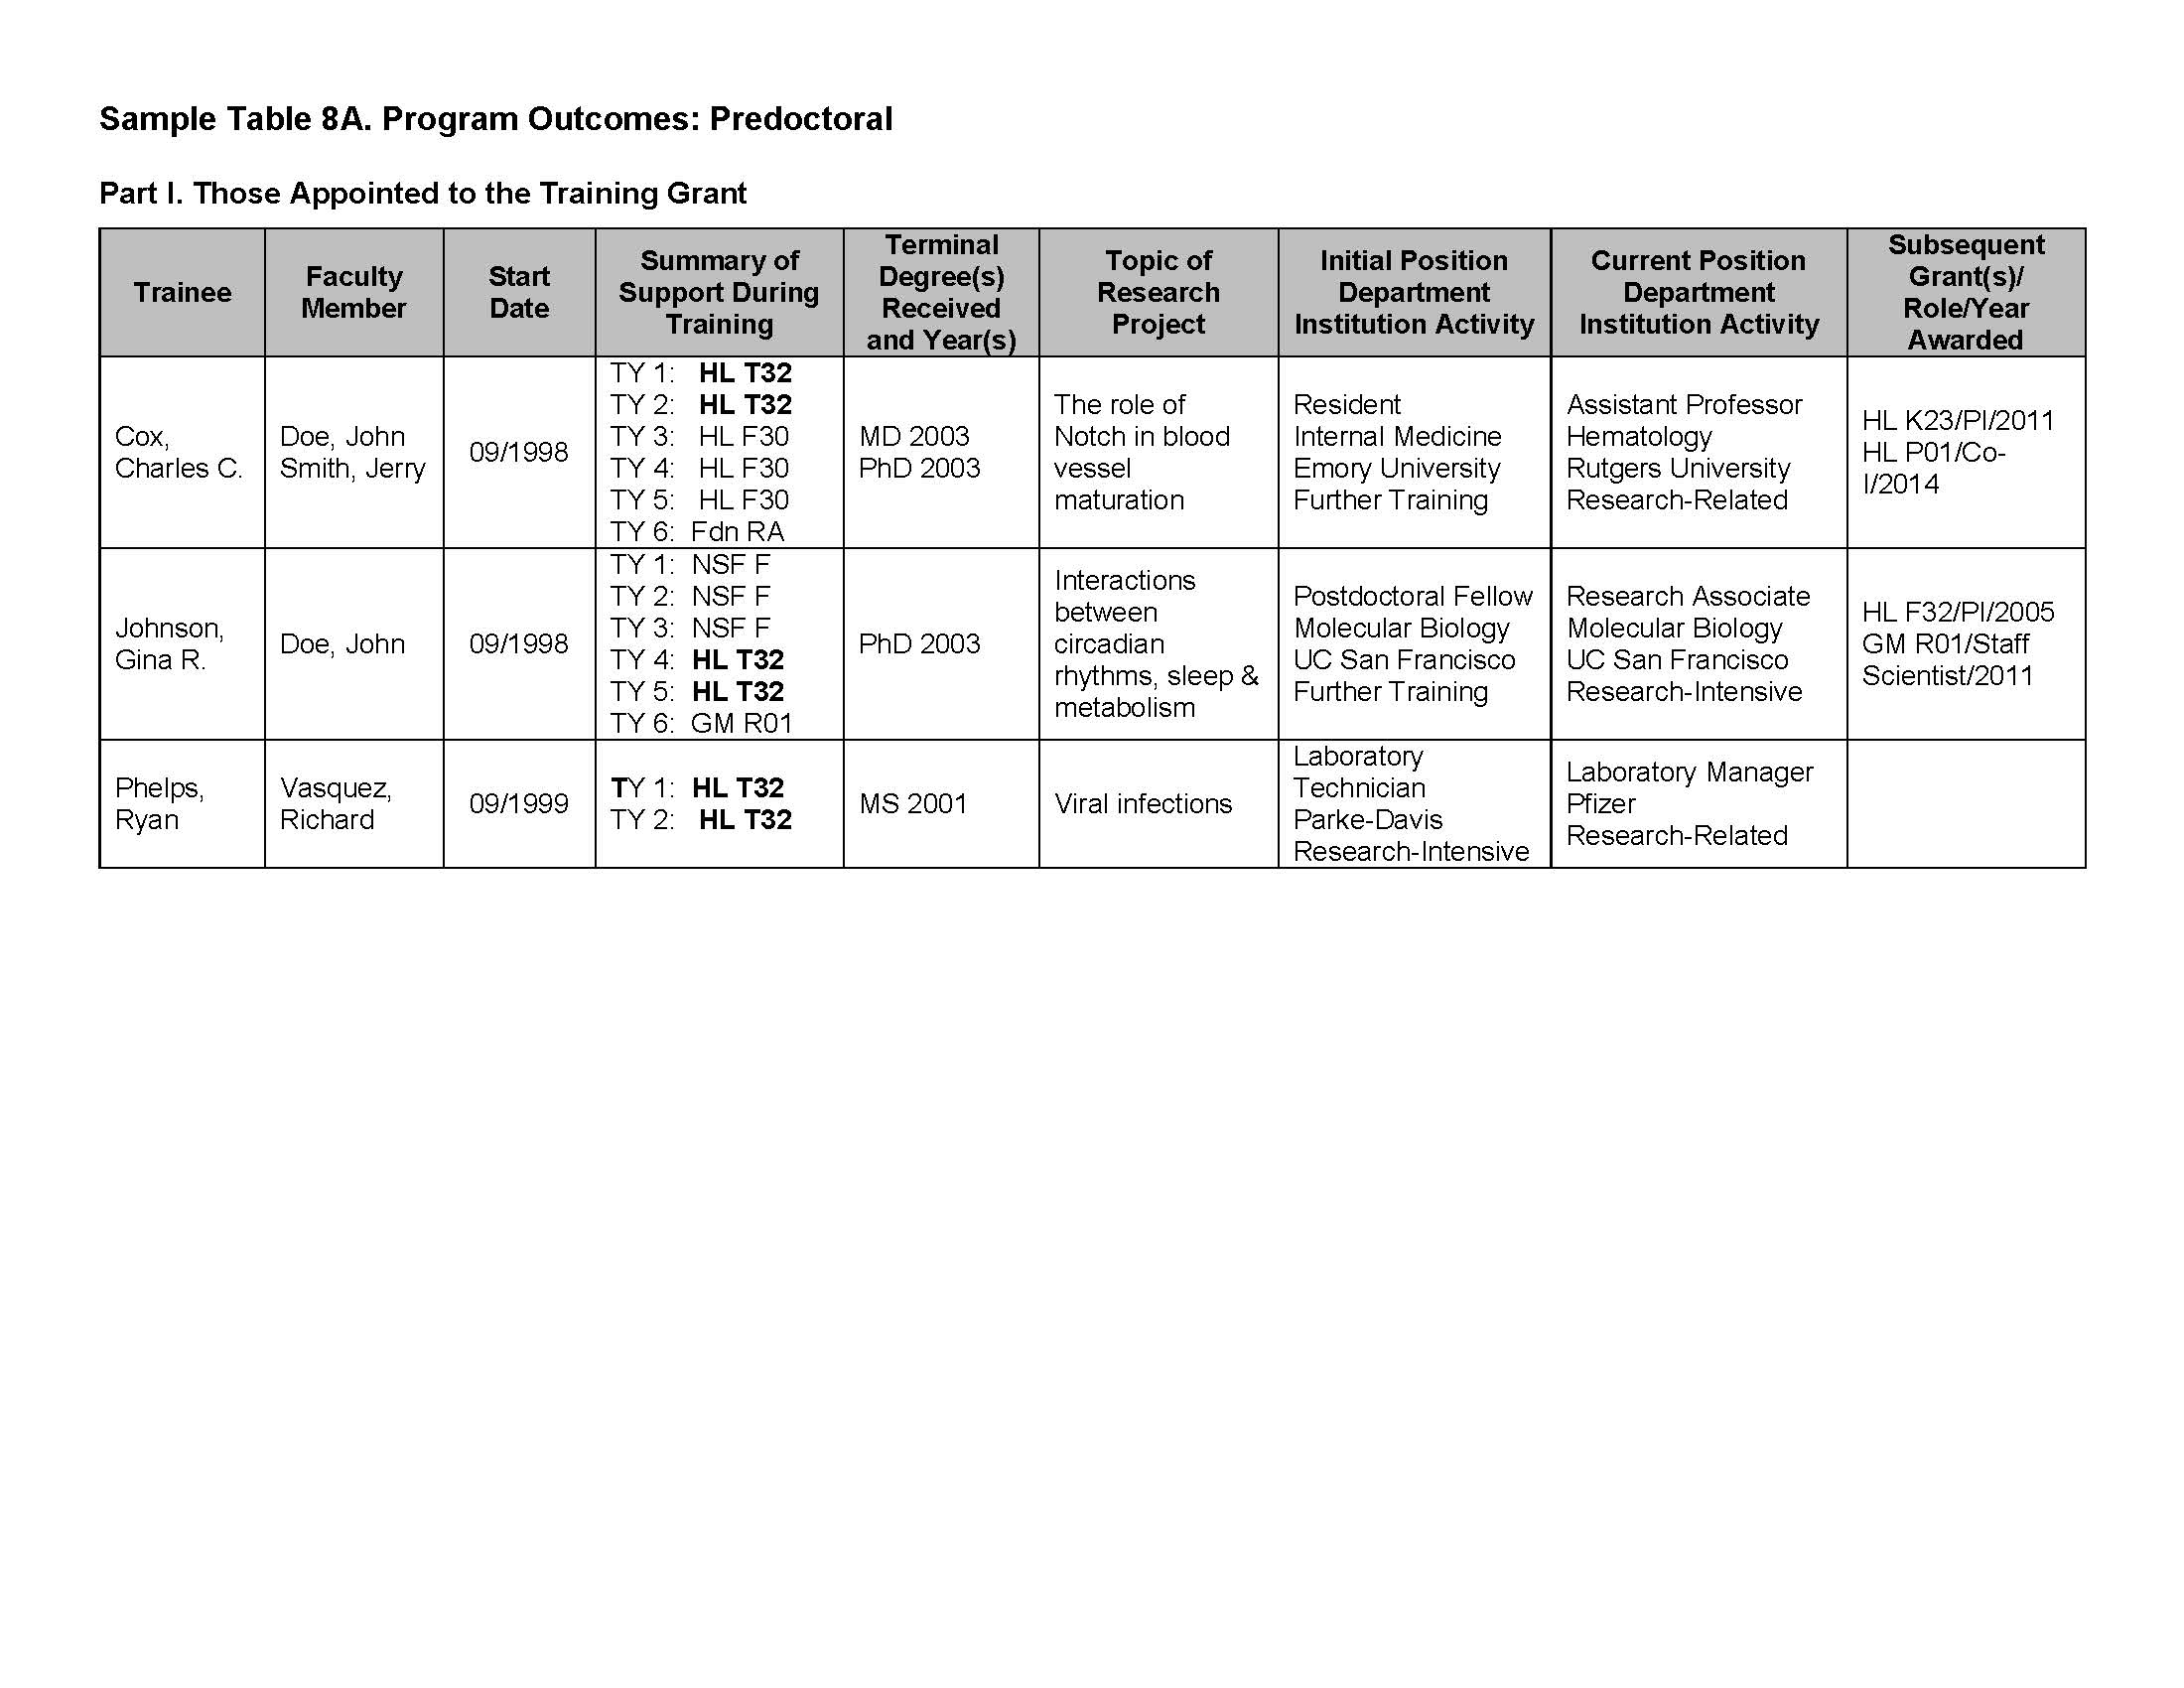 Sample Table 8A. Program Outcomes: Predoctoral
Part I. Those Appointed to the Training Grant
Trainee
Faculty
Member
Start
Date
Summary of
Support During
Training
Terminal
Degree(s)
Received
and Year(s)
Topic of
Research
Project
Initial Position
Department
Institution Activity
Current Position
Department
Institution Activity
Subsequent
Grant(s)/
Role/Year
Awarded
Cox,
Charles C.
Doe, John
Smith, Jerry
09/1998
TY 1: HL T32
TY 2: HL T32
TY 3: HL F30
TY 4: HL F30
TY 5: HL F30
TY 6: Fdn RA
MD 2003
PhD 2003
The role of
Notch in blood
vessel
maturation
Resident
Internal Medicine
Emory University
Further Training
Assistant Professor
Hematology
Rutgers University
Research-Related
HL K23/PI/2011
HL P01/Co-
I/2014
Johnson,
Gina R.
Doe, John
09/1998
TY 1: NSF F
TY 2: NSF F
TY 3: NSF F
TY 4: HL T32
TY 5: HL T32
TY 6: GM R01
PhD 2003
Interactions
between
circadian
rhythms, sleep &
metabolism
Postdoctoral Fellow
Molecular Biology
UC San Francisco
Further Training
Research Associate
Molecular Biology
UC San Francisco
Research-Intensive
HL F32/PI/2005
GM R01/Staff
Scientist/2011
Phelps,
Ryan
Vasquez,
Richard
09/1999
TY 1: HL T32
TY 2: HL T32
MS 2001
Viral infections
Laboratory
Technician
Parke-Davis
Research-Intensive
Laboratory Manager
Pfizer
Research-Related